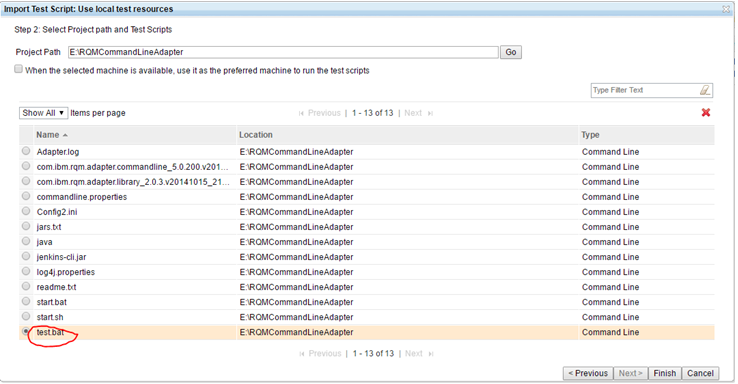 Import Test Script: Use local test resources
Step 2: Select Project path and Test Scripts
Project Path E:\RQMCommandLineAdapter Go
When the selected machine is available, use it as the preferred machine to run the test scripts
Type Filter Text
Show All Items per page Previous | 1 - 13 of 13 | Next
Name Location Type
Adapter.log E:\RQMCommandLineAdapter Command Line
com.ibm.rqm.adapter.commandline_5.0.200.v201... E:\RQMCommandLineAdapter Command Line
com.ibm.rqm.adapter.library_2.0.3.v20141015_21... E:\RQMCommandLineAdapter Command Line
commandline.properties E:\RQMCommandLineAdapter Command Line
Config2.ini E:\RQMCommandLineAdapter Command Line
jars.txt E:\RQMCommandLineAdapter Command Line
java E:\RQMCommandLineAdapter Command Line
jenkins-cli.jar E:\RQMCommandLineAdapter Command Line
log4j.properties E:\RQMCommandLineAdapter Command Line
readme.txt E:\RQMCommandLineAdapter Command Line
start.bat E:\RQMCommandLineAdapter Command Line
start.sh E:\RQMCommandLineAdapter Command Line
test.bat E:\RQMCommandLineAdapter Command Line
Previous | 1 - 13 of 13 | Next
< Previous Next > Finish Cancel